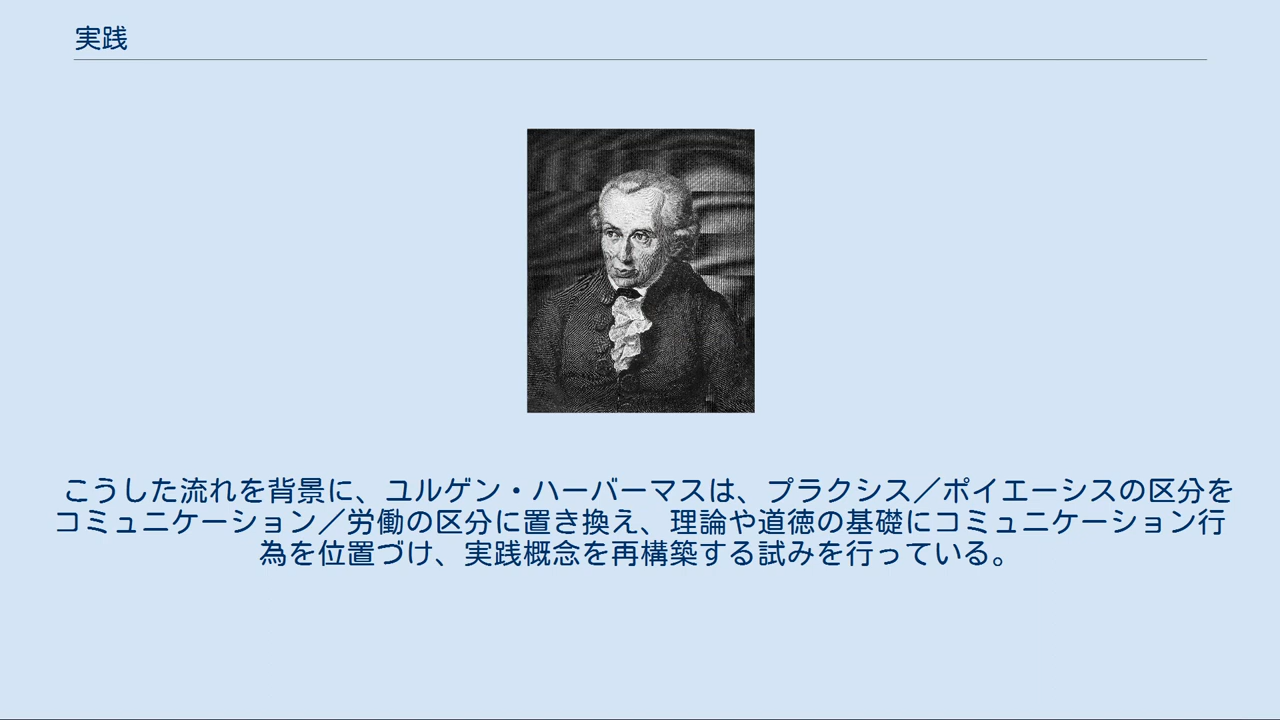 実践
こうした流れを背景に、ユルゲン・ハーバーマスは、プラクシス／ポイエーシスの区分を
コミュニケーション／労働の区分に置き換え、理論や道徳の基礎にコミュニケーション行
為を位置づけ、実践概念を再構築する試みを行っている。